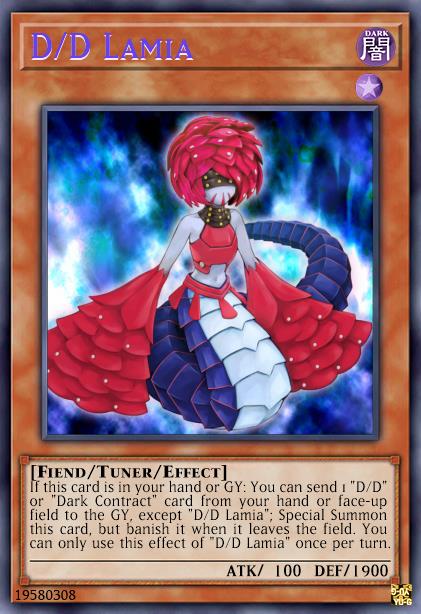 D/D Lamia
DARK
闇
[Fiend/Tuner/Effect]
If this card is in your hand or GY: You can send 1 "D/D"
or "Dark Contract" card from your hand or face-up
field to the GY, except "D/D Lamia"; Special Summon
this card, but banish it when it leaves the field. You
can only use this effect of "D/D Lamia" once per turn.
ATK/ 100 DEF/1900
19580308